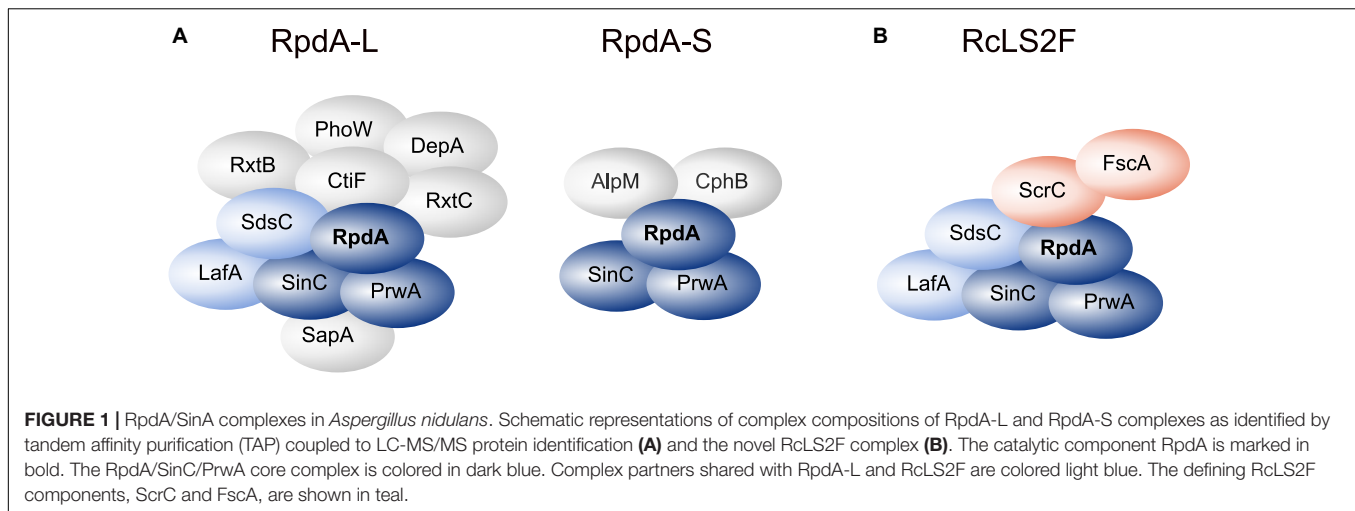 A RpdA-L RpdA-S B RcLS2F
PhoW
DepA
RxtB
CtiF
RxtC
SdsC
RpdA
LafA
SinC
PrwA
SapA
AlpM CphB
RpdA
SinC PrwA
FscA
ScrC
SdsC
RpdA
LafA
SinC
PrwA
FIGURE 1 | RpdA/SinA complexes in Aspergillus nidulans. Schematic representations of complex compositions of RpdA-L and RpdA-S complexes as identified by
tandem affinity purification (TAP) coupled to LC-MS/MS protein identification (A) and the novel RcLS2F complex (B). The catalytic component RpdA is marked in
bold. The RpdA/SinC/PrwA core complex is colored in dark blue. Complex partners shared with RpdA-L and RcLS2F are colored light blue. The defining RcLS2F
components, ScrC and FscA, are shown in teal.